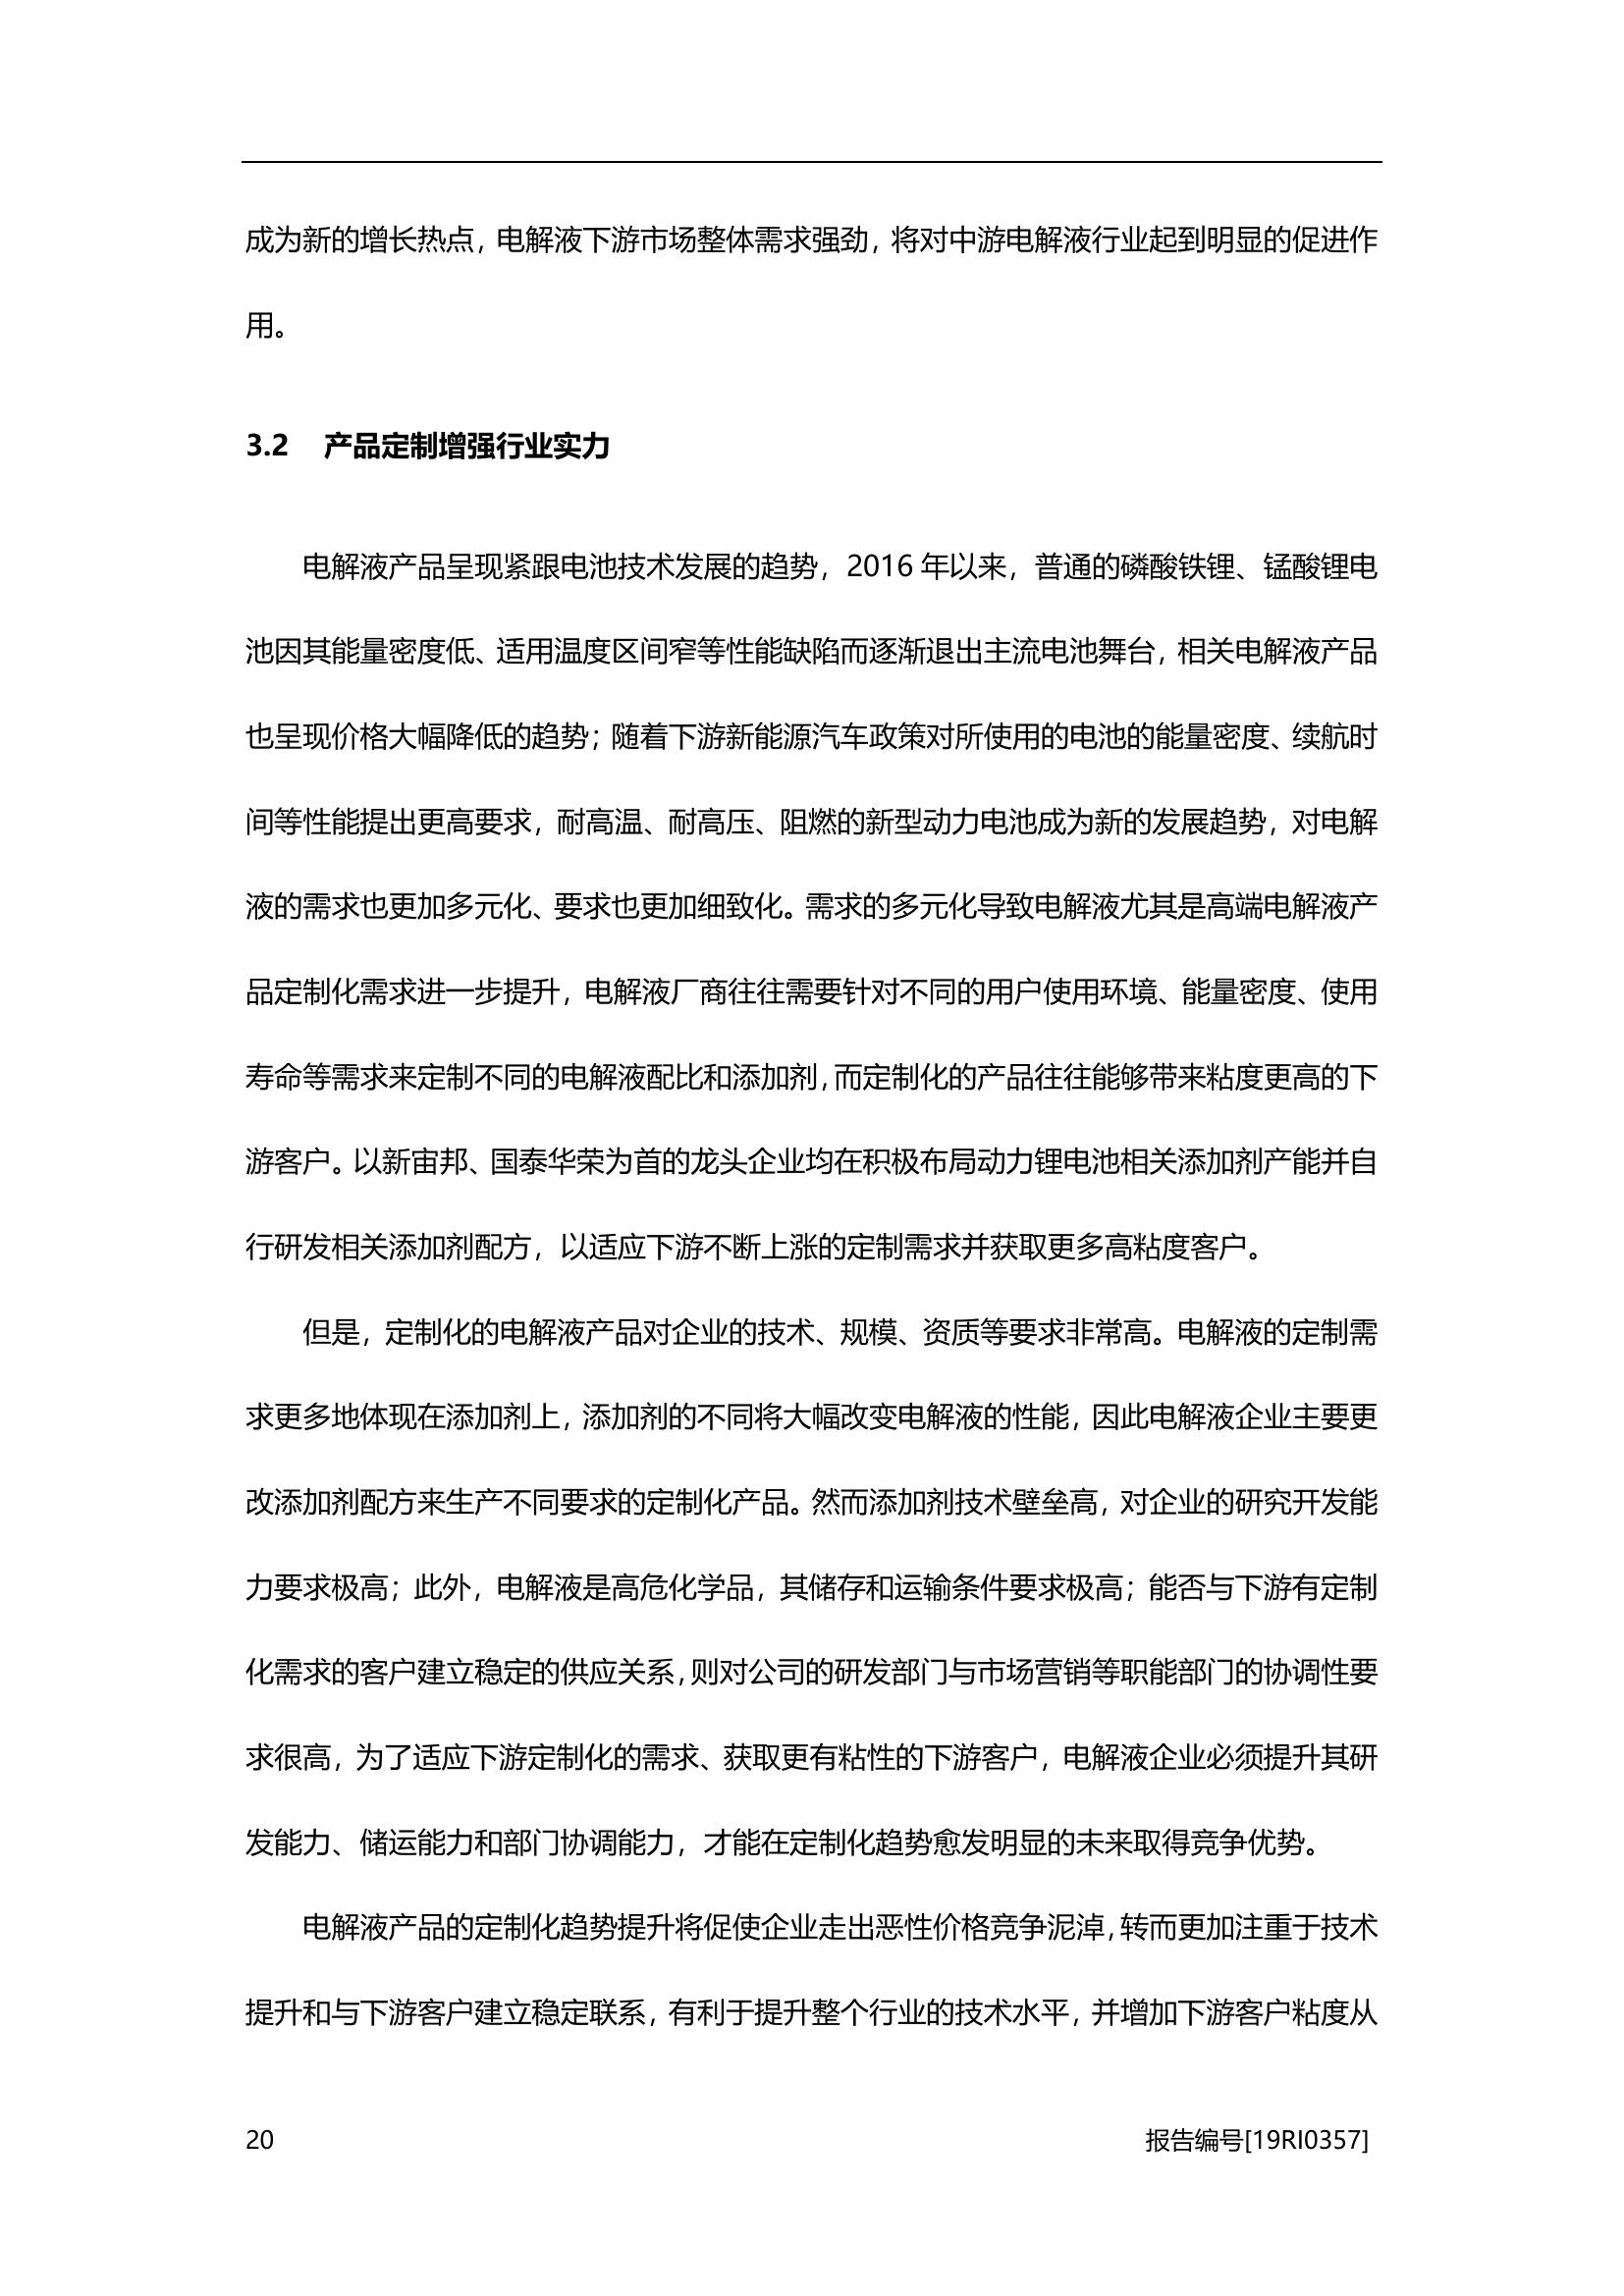 成为新的增长热点，电解液下游市场整体需求强劲，将对中游电解液行业起到明显的促进作
用。
3.2 产品定制增强行业实力
电解液产品呈现紧跟电池技术发展的趋势，2016 年以来，普通的磷酸铁锂、锰酸锂电
池因其能量密度低、适用温度区间窄等性能缺陷而逐渐退出主流电池舞台，相关电解液产品
也呈现价格大幅降低的趋势；随着下游新能源汽车政策对所使用的电池的能量密度、续航时
间等性能提出更高要求，耐高温、耐高压、阻燃的新型动力电池成为新的发展趋势，对电解
液的需求也更加多元化、要求也更加细致化。需求的多元化导致电解液尤其是高端电解液产
品定制化需求进一步提升，电解液厂商往往需要针对不同的用户使用环境、能量密度、使用
寿命等需求来定制不同的电解液配比和添加剂，而定制化的产品往往能够带来粘度更高的下
游客户。以新宙邦、国泰华荣为首的龙头企业均在积极布局动力锂电池相关添加剂产能并自
行研发相关添加剂配方，以适应下游不断上涨的定制需求并获取更多高粘度客户。
但是，定制化的电解液产品对企业的技术、规模、资质等要求非常高。电解液的定制需
求更多地体现在添加剂上，添加剂的不同将大幅改变电解液的性能，因此电解液企业主要更
改添加剂配方来生产不同要求的定制化产品。然而添加剂技术壁垒高，对企业的研究开发能
力要求极高；此外，电解液是高危化学品，其储存和运输条件要求极高；能否与下游有定制
化需求的客户建立稳定的供应关系，则对公司的研发部门与市场营销等职能部门的协调性要
求很高，为了适应下游定制化的需求、获取更有粘性的下游客户，电解液企业必须提升其研
发能力、储运能力和部门协调能力，才能在定制化趋势愈发明显的未来取得竞争优势。
电解液产品的定制化趋势提升将促使企业走出恶性价格竞争泥淖，转而更加注重于技术
提升和与下游客户建立稳定联系，有利于提升整个行业的技术水平，并增加下游客户粘度从
20 报告编号[19RI0357]